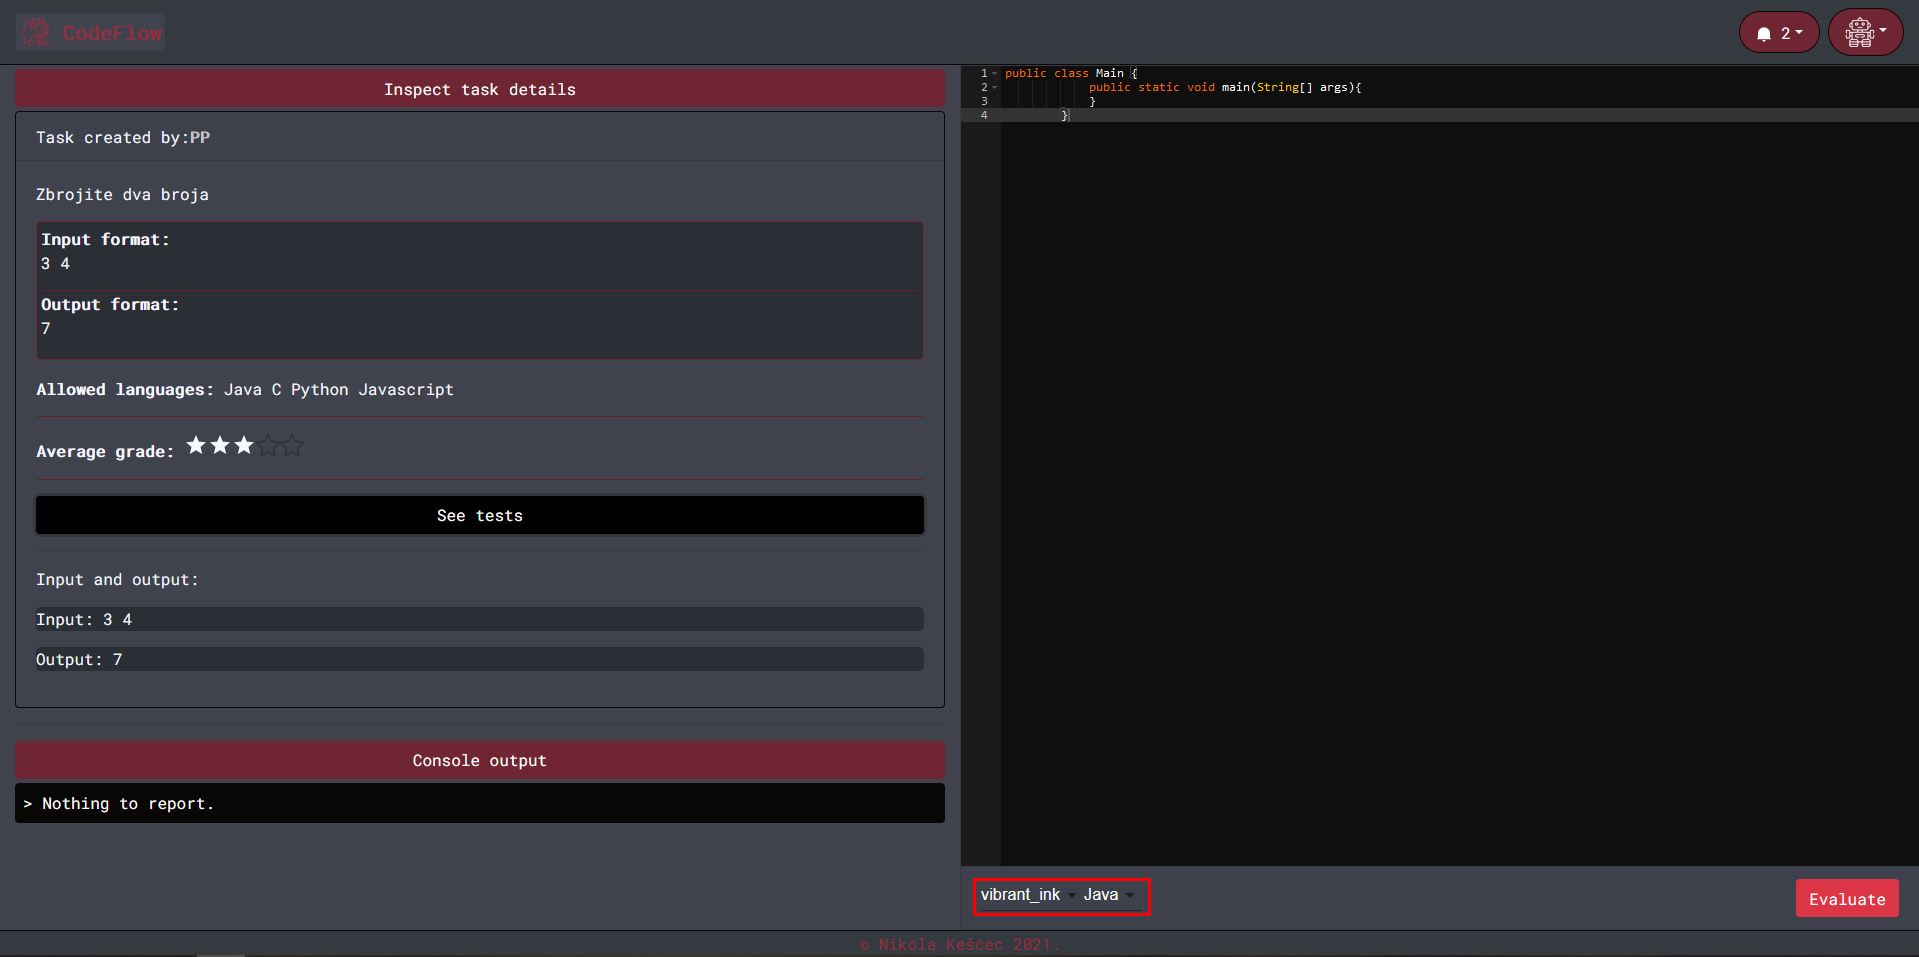 CodeFlow
2
Inspect task details
Task created by:PP
Zbrojite dva broja
Input format:
3 4
Output format:
7
Allowed languages: Java C Python Javascript
Average grade:
See tests
Input and output:
Input: 3 4
Output: 7
Console output
> Nothing to report.
1 public class Main {
2 public static void main(String[] args){
3 }
4 }
vibrant_ink Java
Evaluate
© Nikola Kešćec 2021.